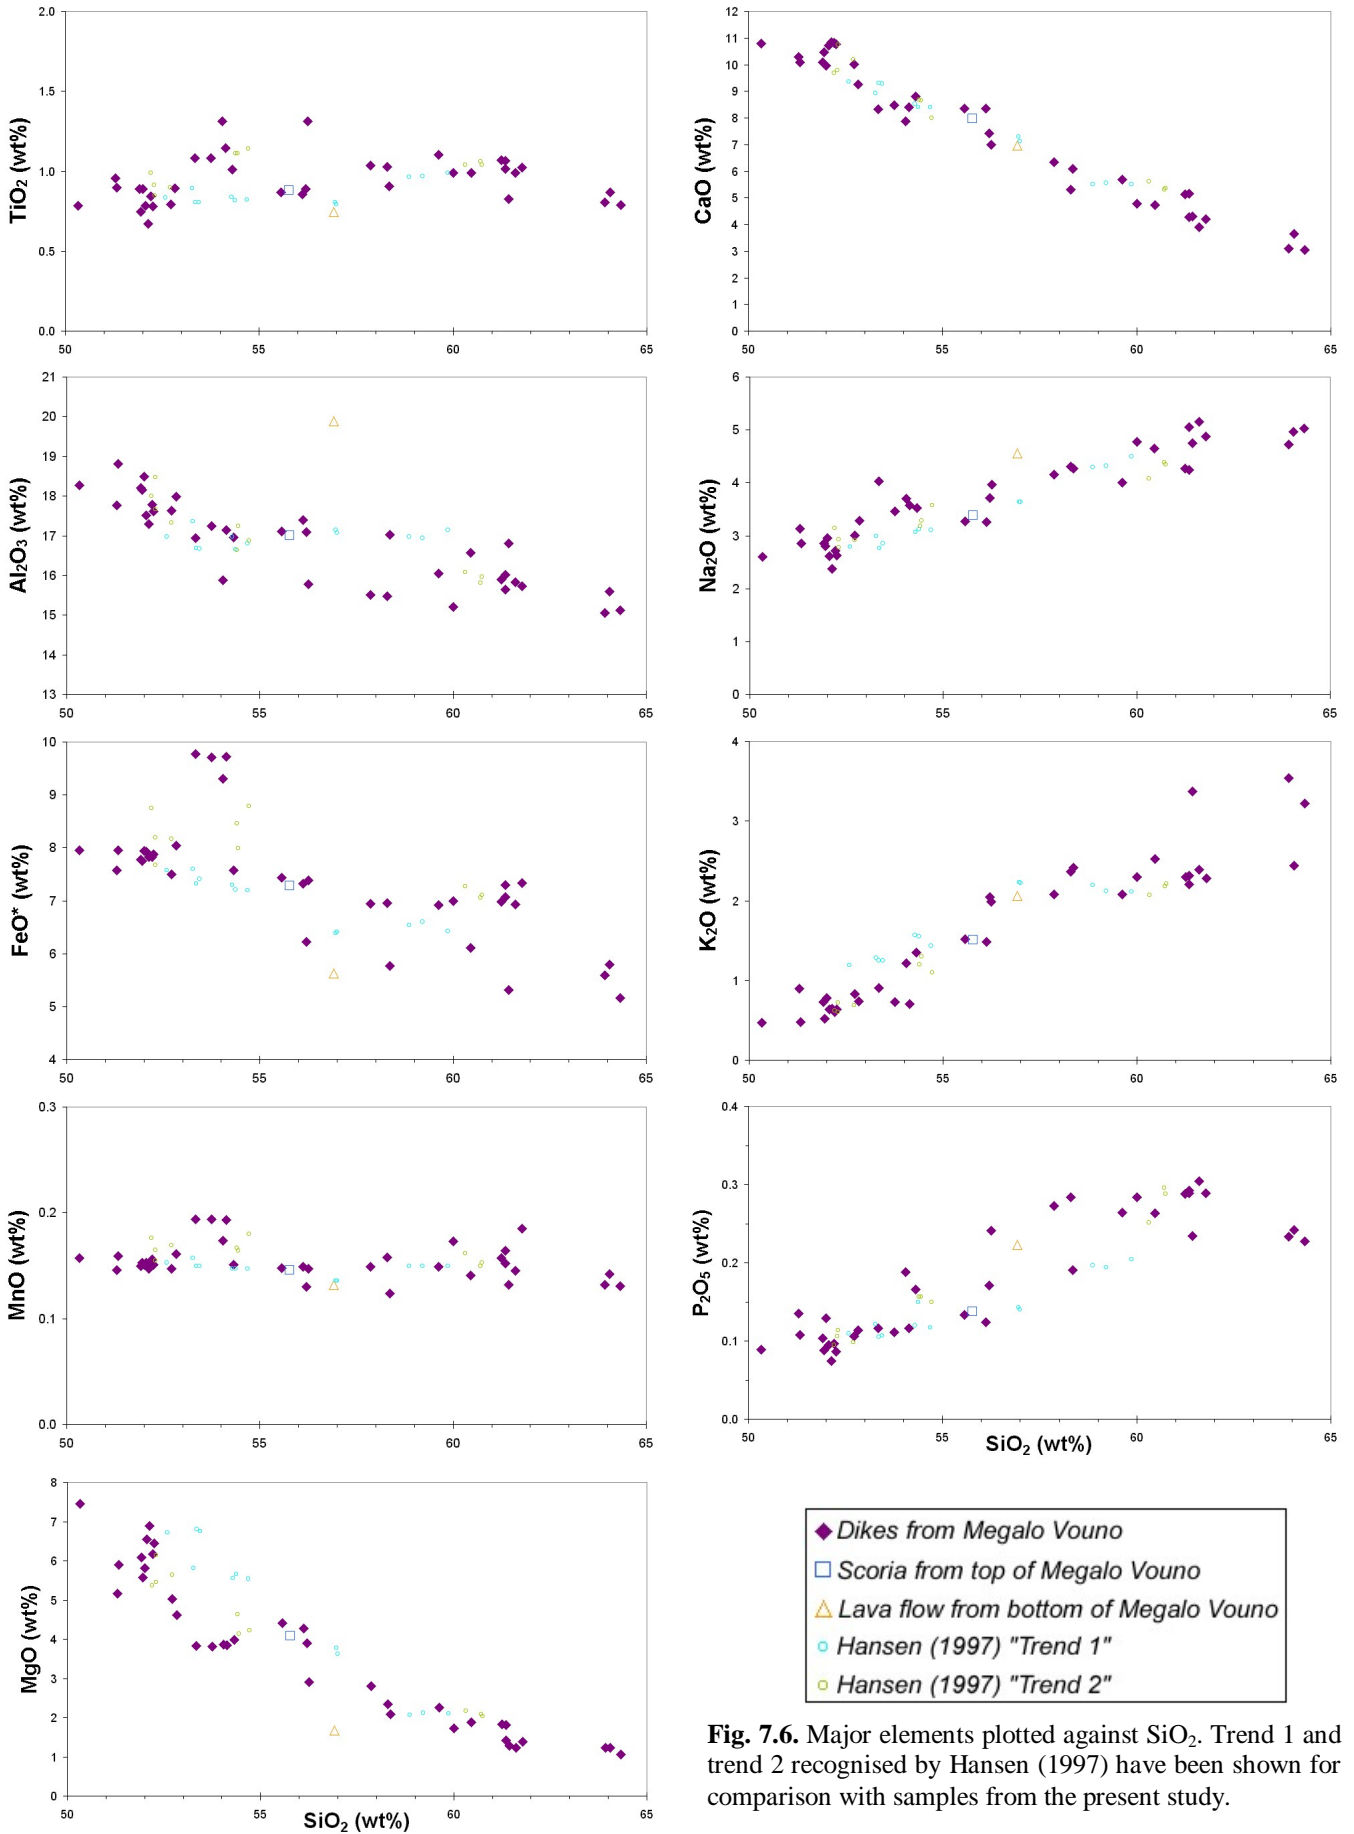 2.0
1.5
1.0
0.5
0.0
TiO2 (wt%)
50 55 60 65
12
11
10
9
8
7
6
5
4
3
2
1
0
CaO (wt%)
50 55 60 65
21
20
19
18
17
16
15
14
13
Al2O3 (wt%)
50 55 60 65
6
5
4
3
2
1
0
Na2O (wt%)
50 55 60 65
10
9
8
7
6
5
4
FeO* (wt%)
50 55 60 65
4
3
2
1
0
K2O (wt%)
50 55 60 65
0.3
0.2
0.1
0.0
MnO (wt%)
50 55 60 65
0.4
0.3
0.2
0.1
0.0
P2O5 (wt%)
50 55 60 65
SiO2 (wt%)
8
7
6
5
4
3
2
1
0
MgO (wt%)
50 55 60 65
SiO2 (wt%)
Dikes from Megalo Vouno
Scoria from top of Megalo Vouno
Lava flow from bottom of Megalo Vouno
Hansen (1997) "Trend 1"
Hansen (1997) "Trend 2"
Fig. 7.6. Major elements plotted against SiO2. Trend 1 and
trend 2 recognised by Hansen (1997) have been shown for
comparison with samples from the present study.